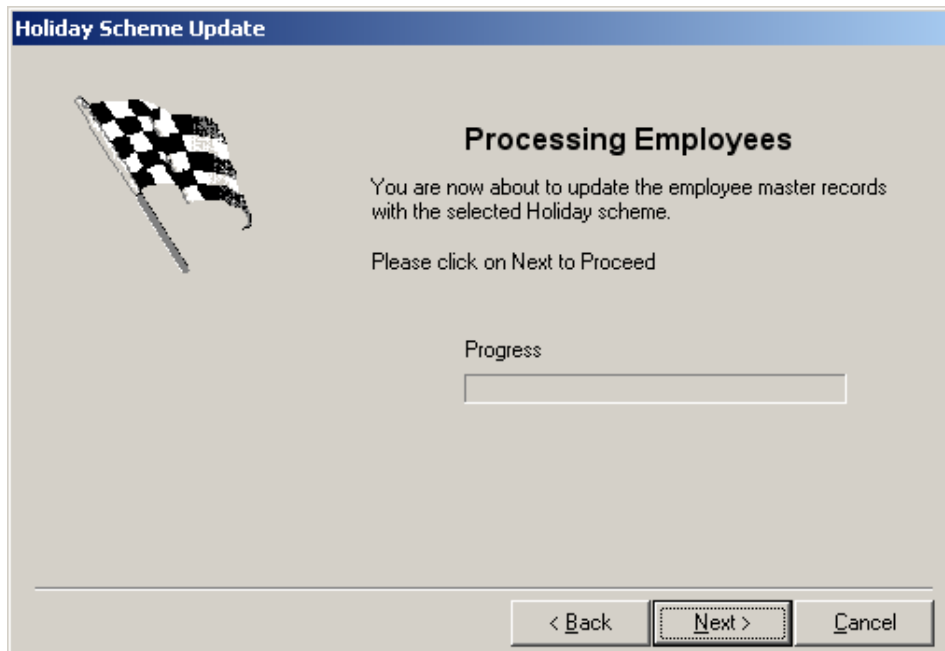 Holiday Scheme Update
Processing Employees
You are now about to update the employee master records
with the selected Holiday scheme.
Please click on Next to Proceed
Progress
< Back
Next >
Cancel